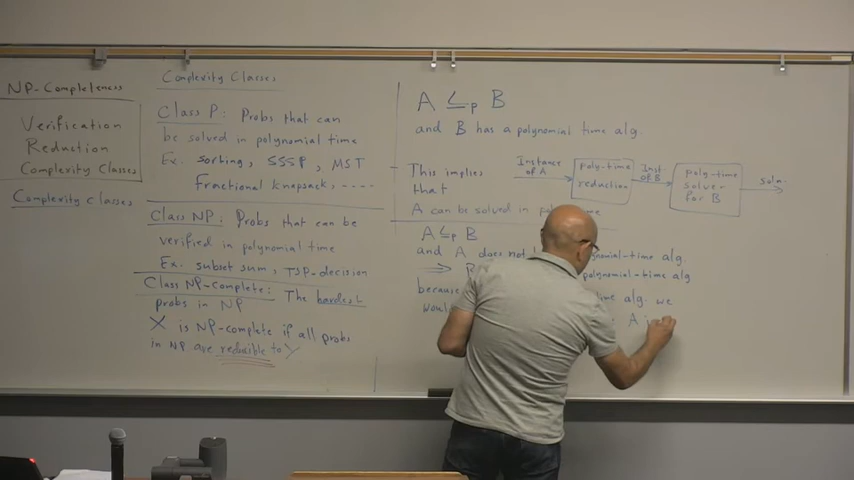 NP-Completeness
Verification
Reduction
Complexity Classes
Complexity classes
Complexity Classes
Class P: Probs that can
be solved in polynomial time
Ex. sorting, SSSP, MST
Fractional knapsack, ----
Class NP: Probs that can be
verified in polynomial time
Ex. subset sum, TSP-decision
Class NP-complete: The hardest
probs in NP
X is NP-complete if all probs
in NP are reducible to Y
A ≤p B
and B has a polynomial time alg.
This implies
that
Instance of A
poly-time reduction
Inst of B
poly-time solver for B
soln.
A can be solved in polytime
A ≤p B
and A does not polynomial-time alg.
⇒ polynomial-time alg
alg. we
A